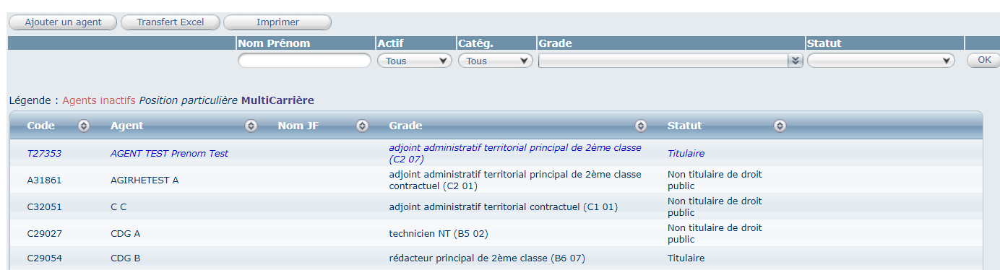 Ajouter un agent Transfert Excel Imprimer
Nom Prénom Actif Catég. Grade Statut
Tous Tous OK
Légende : Agents inactifs Position particulière MultiCarrière
Code Agent Nom JF Grade Statut
T27353 AGENT TEST Prenom Test adjoint administratif territorial principal de 2ème classe Titulaire
(C2 07)
A31861 AGIRHETEST A adjoint administratif territorial principal de 2ème classe Non titulaire de droit
contractuel (C2 01) public
C32051 C C adjoint administratif territorial contractuel (C1 01) Non titulaire de droit
public
C29027 CDG A technicien NT (B5 02) Non titulaire de droit
public
C29054 CDG B rédacteur principal de 2ème classe (B6 07) Titulaire